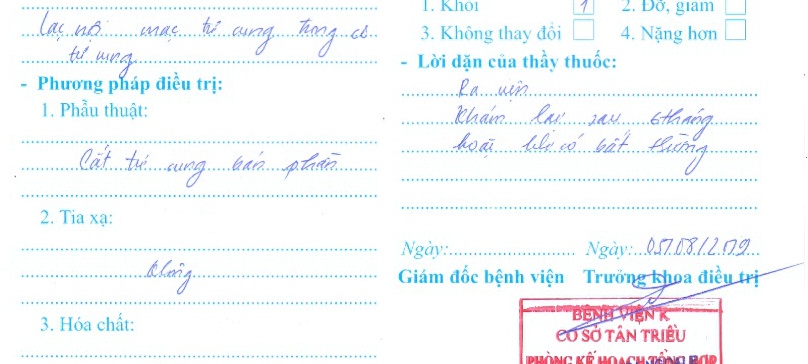 Lạc nội mạc tử cung trong cơ
tử cung
- Phương pháp điều trị:
1. Phẫu thuật:
Cắt tử cung bán phần
2. Tia xạ:
Không
3. Hóa chất:
1. Khỏi 1 2. Đỡ, giảm
3. Không thay đổi 4. Nặng hơn
- Lời dặn của thầy thuốc:
Ra viện
Khám lại sau 6 tháng
hoặc khi có bất thường
Ngày: Ngày: 05/08/2019
Giám đốc bệnh viện Trưởng khoa điều trị
BỆNH VIỆN K
CƠ SỞ TÂN TRIỀU
PHÒNG KẾ HOẠCH TỔNG HỢP